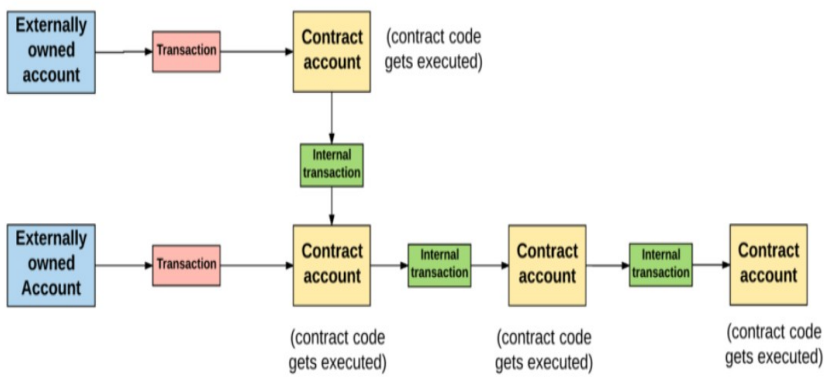 Externally
owned
account
Transaction
Contract
account
(contract code
gets executed)
Internal
transaction
Externally
owned
Account
Transaction
Contract
account
(contract code
gets executed)
Internal
transaction
Contract
account
(contract code
gets executed)
Internal
transaction
Contract
account
(contract code
gets executed)